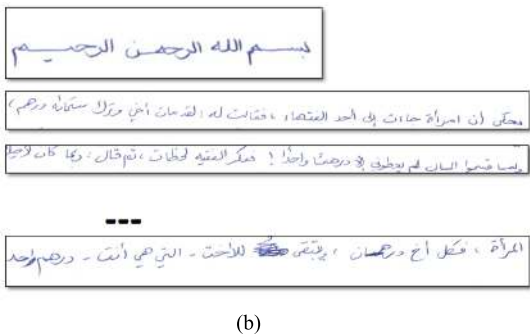 بسم الله الرحمن الرحيم
يحكى أن امرأة جاءت إلى أحد الفقهاء ، فقالت له : لقد مات أخي وترك ستمائة درهم ،
ولما قسموا المال لم يعطوني إلا درهما واحدا ! فكر الفقيه لحظات ، ثم قال : ربما كان لأخيك
---
المرأة ، فكل أخ درهمان ، ويتبقى للأخت - التي هي أنت - درهم واحد
(b)